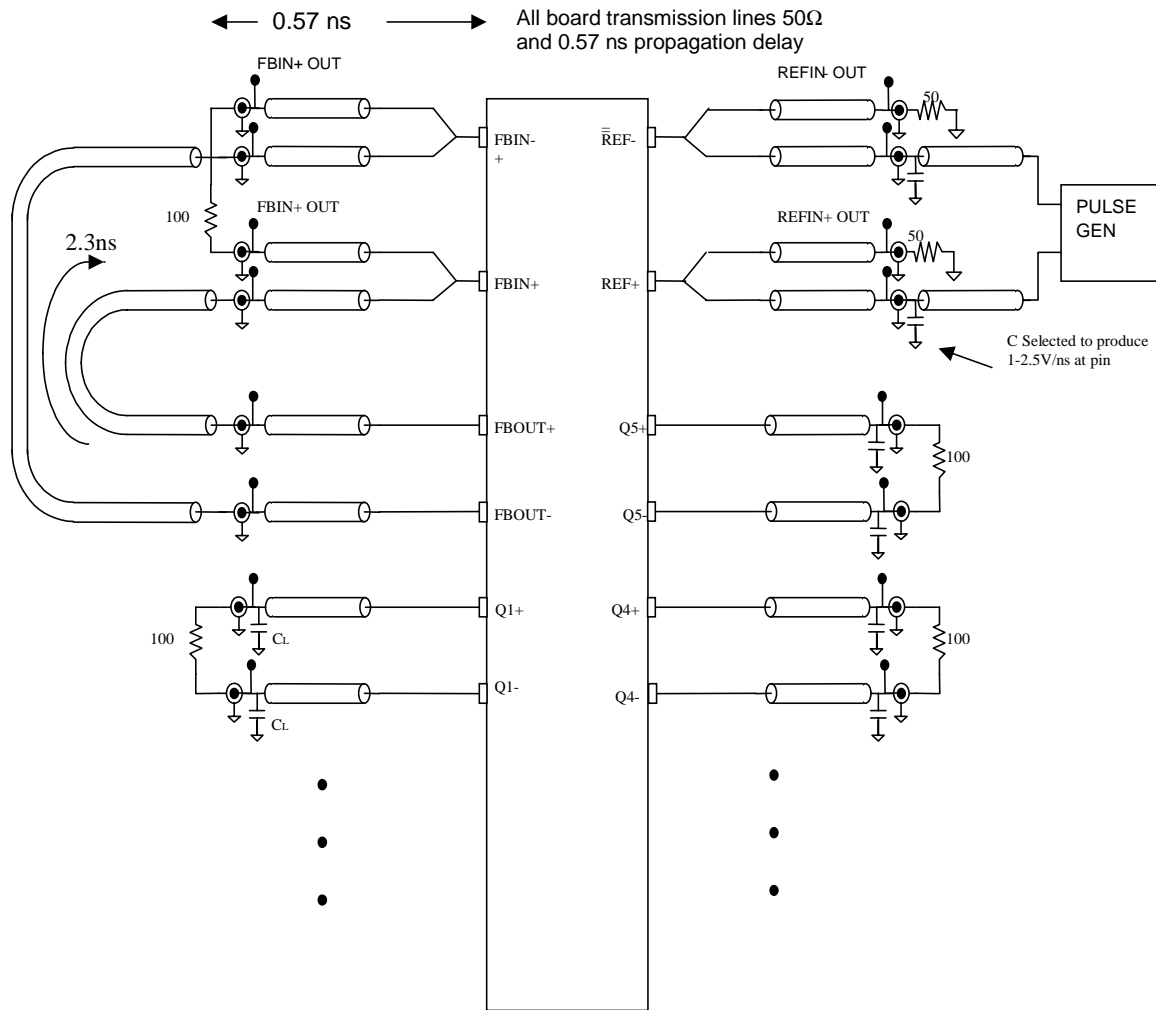 0.57 ns
All board transmission lines 50Ω
and 0.57 ns propagation delay
FBIN+ OUT
REFIN- OUT
50
FBIN-
+
REF-
100
FBIN+ OUT
REFIN+ OUT
50
PULSE
GEN
2.3ns
FBIN+
REF+
C Selected to produce
1-2.5V/ns at pin
FBOUT+
Q5+
100
FBOUT-
Q5-
Q1+
Q4+
100
CL
100
Q1-
Q4-
CL